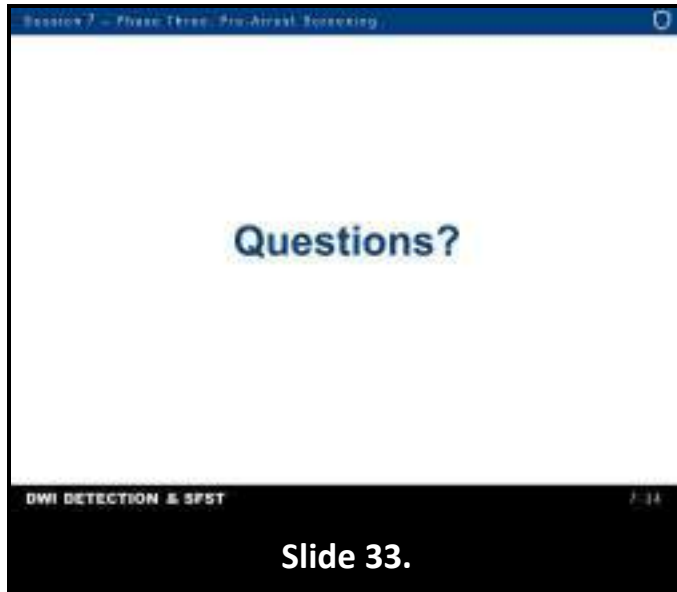 Session 7 – Phase Three: Pre-Arrest Screening
Questions?
DWI DETECTION & SFST
Slide 33.